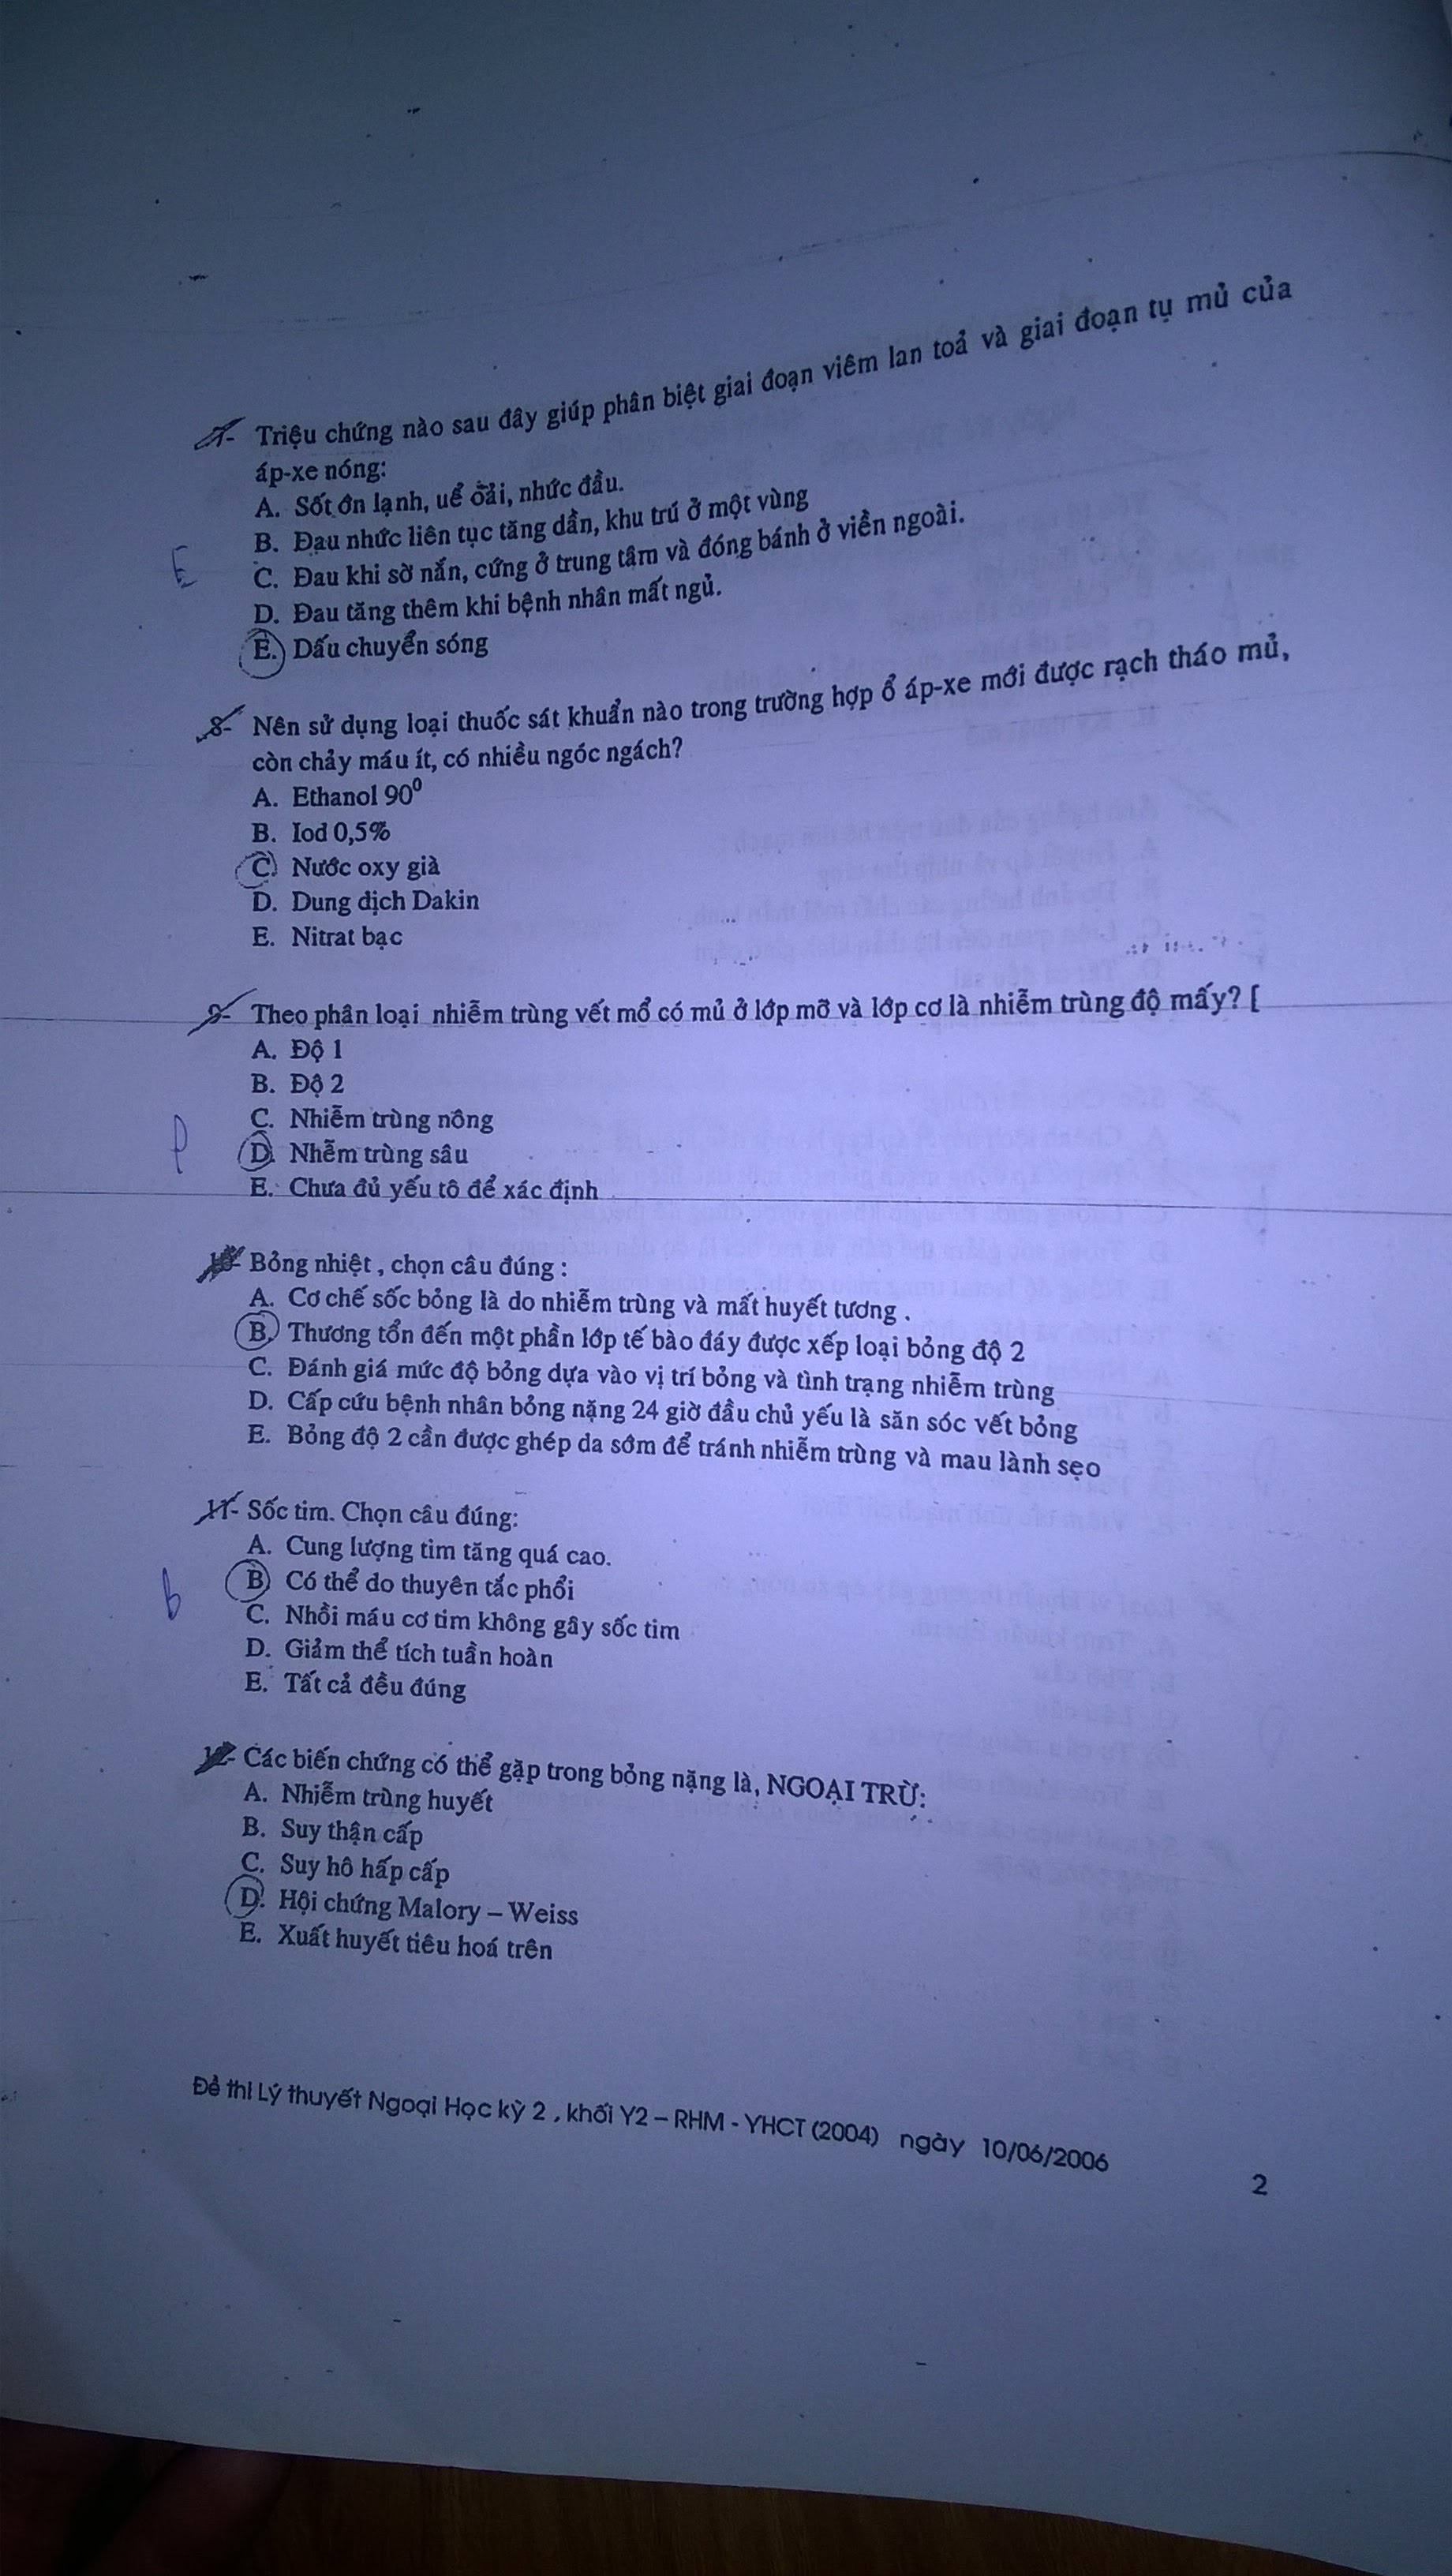 7- Triệu chứng nào sau đây giúp phân biệt giai đoạn viêm lan toả và giai đoạn tụ mủ của
áp-xe nóng:
A. Sốt ớn lạnh, uể oải, nhức đầu.
B. Đau nhức liên tục tăng dần, khu trú ở một vùng
C. Đau khi sờ nắn, cứng ở trung tâm và đóng bánh ở viền ngoài.
E
D. Đau tăng thêm khi bệnh nhân mất ngủ.
E. Dấu chuyển sóng
8- Nên sử dụng loại thuốc sát khuẩn nào trong trường hợp ổ áp-xe mới được rạch tháo mủ,
còn chảy máu ít, có nhiều ngóc ngách?
A. Ethanol 90⁰
B. Iod 0,5%
C. Nước oxy già
D. Dung dịch Dakin
E. Nitrat bạc
9- Theo phân loại nhiễm trùng vết mổ có mủ ở lớp mỡ và lớp cơ là nhiễm trùng độ mấy? [
A. Độ 1
B. Độ 2
C. Nhiễm trùng nông
D. Nhễm trùng sâu
E. Chưa đủ yếu tô để xác định
10- Bỏng nhiệt , chọn câu đúng :
A. Cơ chế sốc bỏng là do nhiễm trùng và mất huyết tương .
B. Thương tổn đến một phần lớp tế bào đáy được xếp loại bỏng độ 2
C. Đánh giá mức độ bỏng dựa vào vị trí bỏng và tình trạng nhiễm trùng
D. Cấp cứu bệnh nhân bỏng nặng 24 giờ đầu chủ yếu là săn sóc vết bỏng
E. Bỏng độ 2 cần được ghép da sớm để tránh nhiễm trùng và mau lành sẹo
11- Sốc tim. Chọn câu đúng:
A. Cung lượng tim tăng quá cao.
B. Có thể do thuyên tắc phổi
b
C. Nhồi máu cơ tim không gây sốc tim
D. Giảm thể tích tuần hoàn
E. Tất cả đều đúng
12- Các biến chứng có thể gặp trong bỏng nặng là, NGOẠI TRỪ:
A. Nhiễm trùng huyết
B. Suy thận cấp
C. Suy hô hấp cấp
D. Hội chứng Malory – Weiss
E. Xuất huyết tiêu hoá trên
Đề thi Lý thuyết Ngoại Học kỳ 2 , khối Y2 – RHM - YHCT (2004) ngày 10/06/2006
2